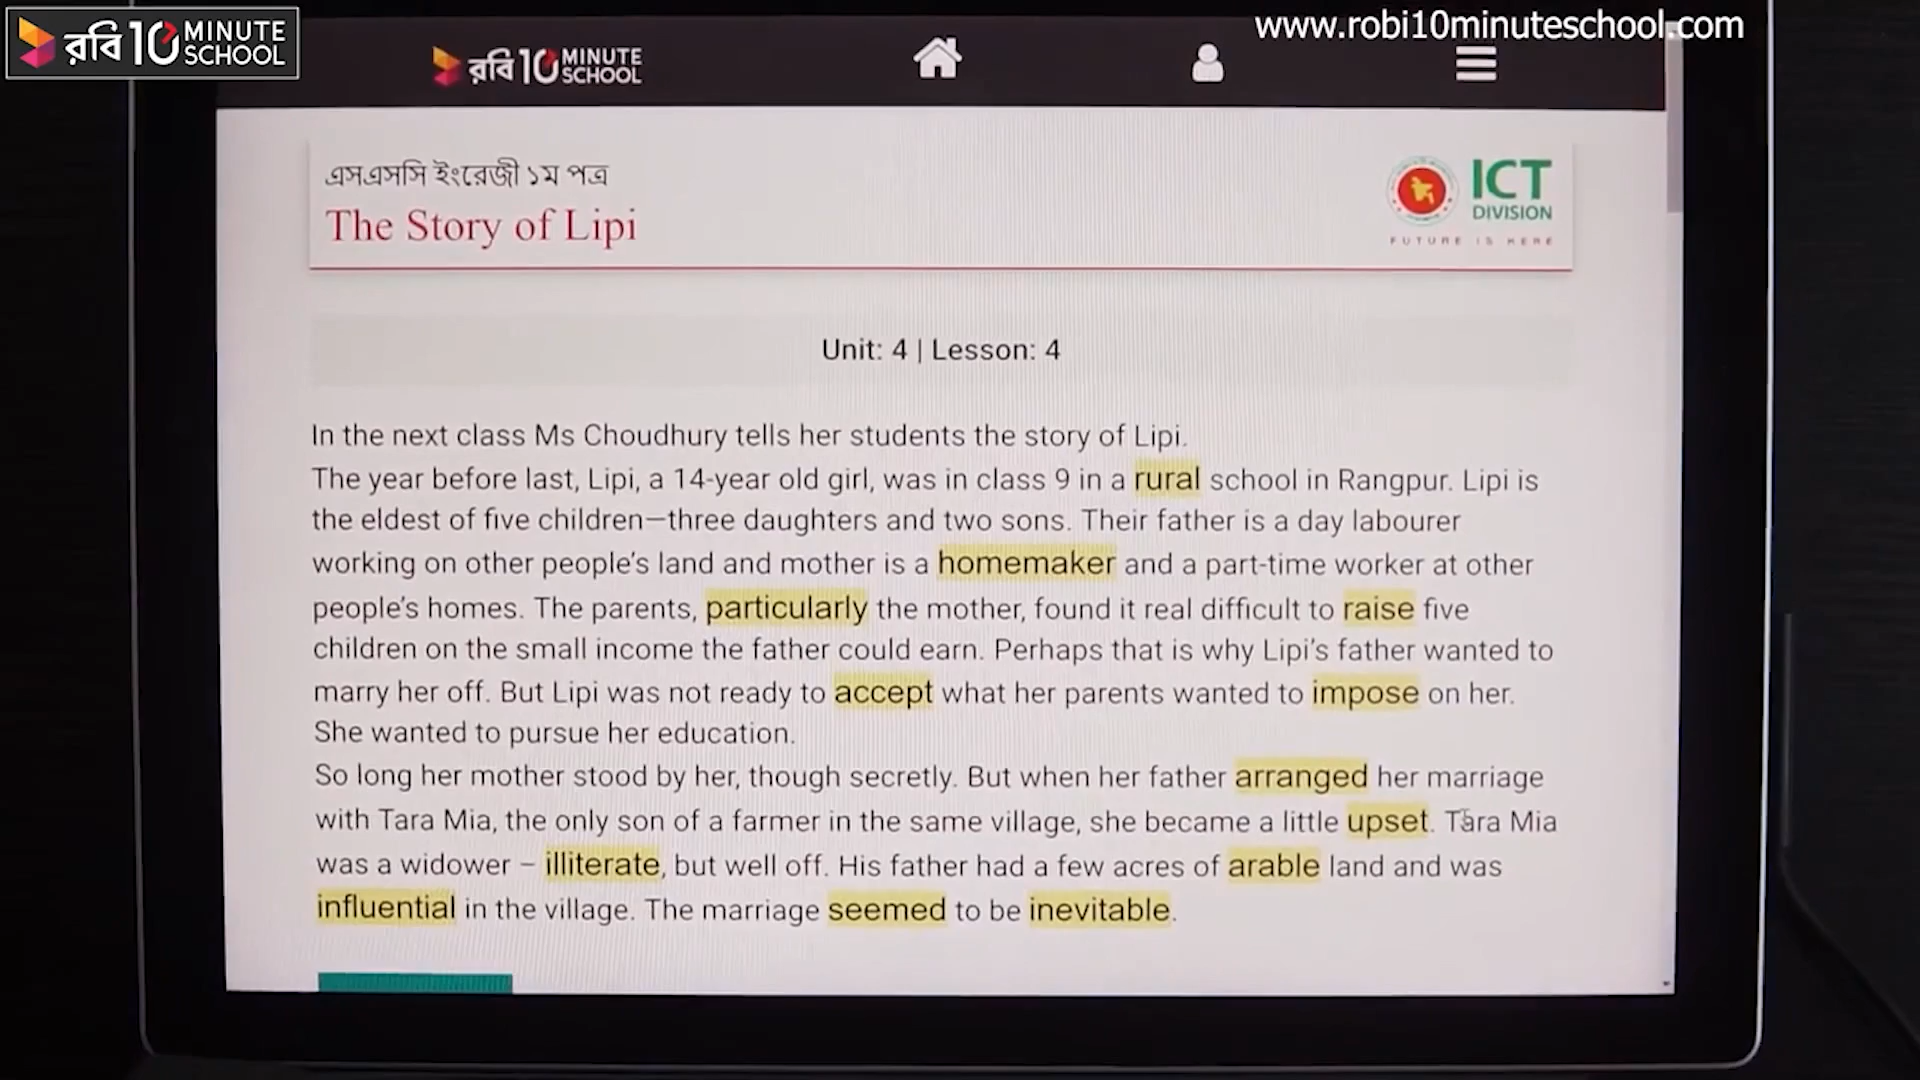 রবি 10 MINUTE SCHOOL
www.robi10minuteschool.com
রবি 10 MINUTE SCHOOL
এসএসসি ইংরেজী ১ম পত্র
The Story of Lipi
ICT
DIVISION
FUTURE IS HERE
Unit: 4 | Lesson: 4
In the next class Ms Choudhury tells her students the story of Lipi.
The year before last, Lipi, a 14-year old girl, was in class 9 in a rural school in Rangpur. Lipi is
the eldest of five children—three daughters and two sons. Their father is a day labourer
working on other people's land and mother is a homemaker and a part-time worker at other
people's homes. The parents, particularly the mother, found it real difficult to raise five
children on the small income the father could earn. Perhaps that is why Lipi's father wanted to
marry her off. But Lipi was not ready to accept what her parents wanted to impose on her.
She wanted to pursue her education.
So long her mother stood by her, though secretly. But when her father arranged her marriage
with Tara Mia, the only son of a farmer in the same village, she became a little upset. Tara Mia
was a widower – illiterate, but well off. His father had a few acres of arable land and was
influential in the village. The marriage seemed to be inevitable.